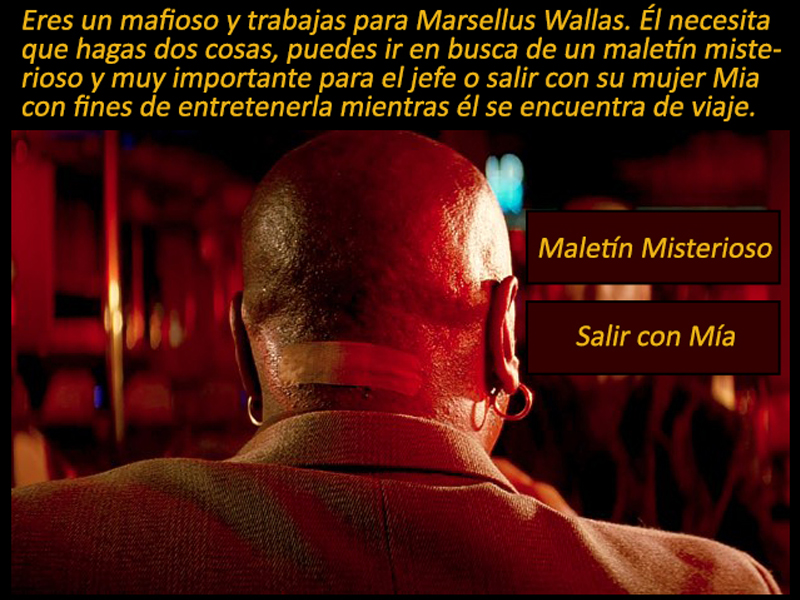 Eres un mafioso y trabajas para Marsellus Wallas. Él necesita
que hagas dos cosas, puedes ir en busca de un maletín miste-
rioso y muy importante para el jefe o salir con su mujer Mia
con fines de entretenerla mientras él se encuentra de viaje.
Maletín Misterioso
Salir con Mía